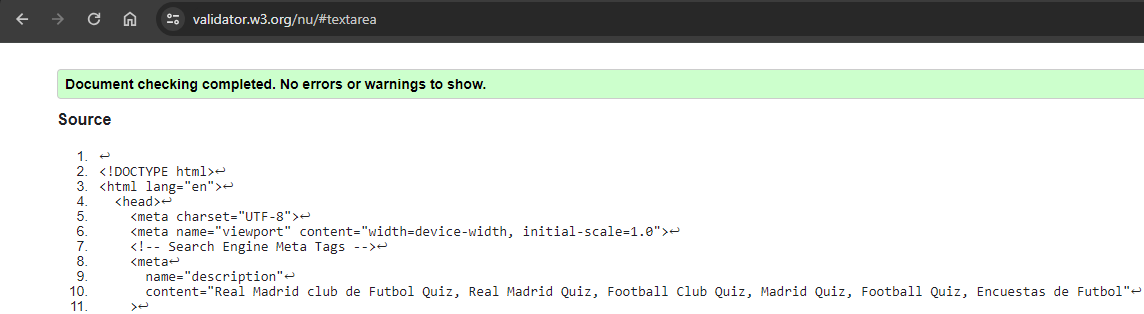 validator.w3.org/nu/#textarea
Document checking completed. No errors or warnings to show.
Source
1. ↩
2. <!DOCTYPE html>↩
3. <html lang="en">↩
4. <head>↩
5. <meta charset="UTF-8">↩
6. <meta name="viewport" content="width=device-width, initial-scale=1.0">↩
7. <!-- Search Engine Meta Tags -->↩
8. <meta↩
9. name="description"↩
10. content="Real Madrid club de Futbol Quiz, Real Madrid Quiz, Football Club Quiz, Madrid Quiz, Football Quiz, Encuestas de Futbol"↩
11. >↩